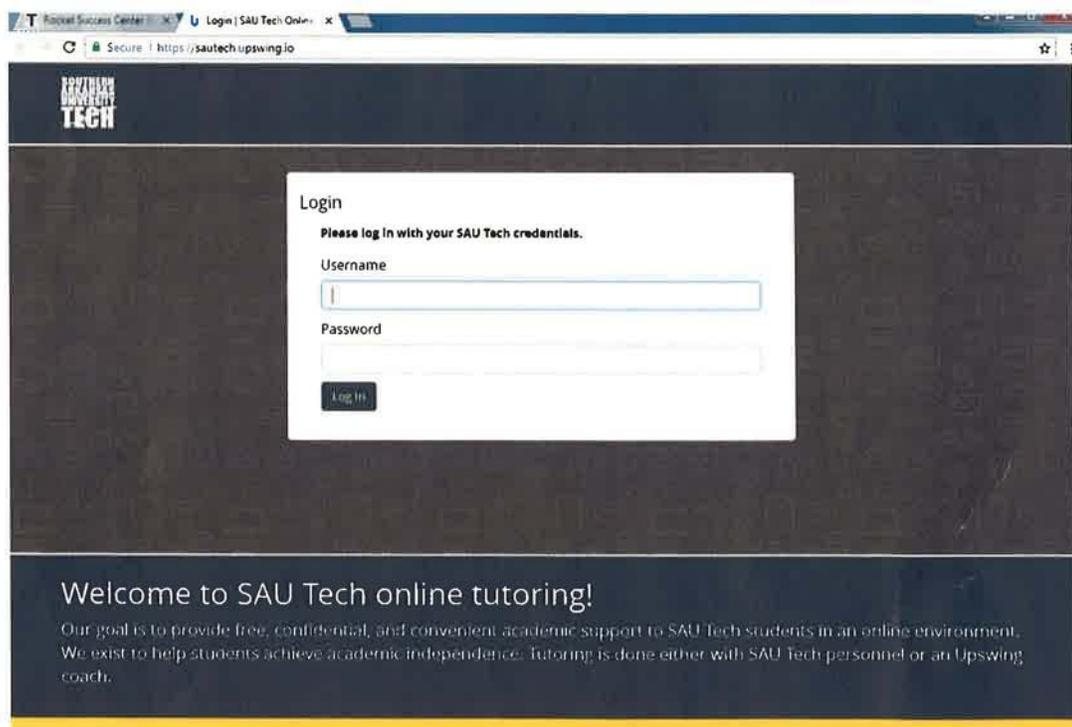 T Rocket Success Center
U Login | SAU Tech Onlin
Secure | https://sautech.upswing.io
SOUTHERN
ARKANSAS
UNIVERSITY
TECH
Login
Please log in with your SAU Tech credentials.
Username
Password
Log In
Welcome to SAU Tech online tutoring!
Our goal is to provide free, confidential, and convenient academic support to SAU Tech students in an online environment.
We exist to help students achieve academic independence. Tutoring is done either with SAU Tech personnel or an Upswing
coach.